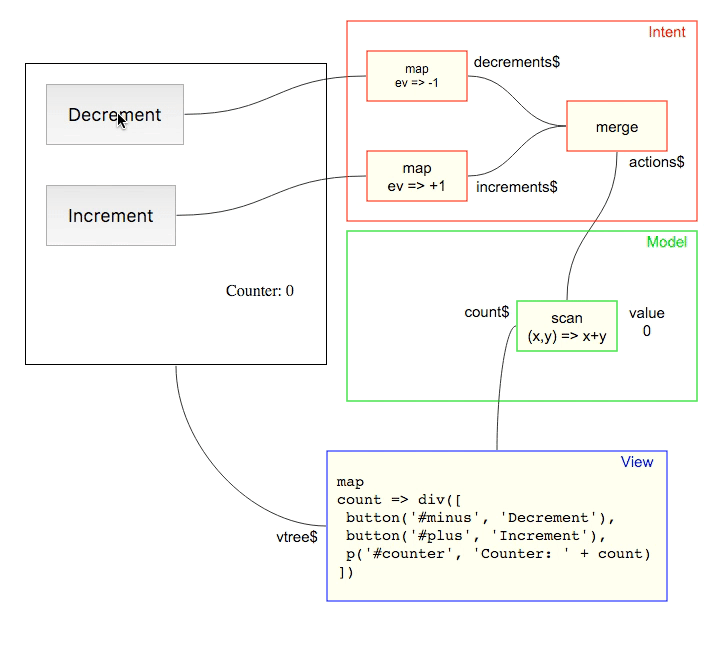 Intent
map
ev => -1
decrements$
Decrement
merge
actions$
map
ev => +1
increments$
Increment
Model
Counter: 0
count$
scan
(x,y) => x+y
value
0
View
map
count => div([
button('#minus', 'Decrement'),
button('#plus', 'Increment'),
p('#counter', 'Counter: ' + count)
])
vtree$